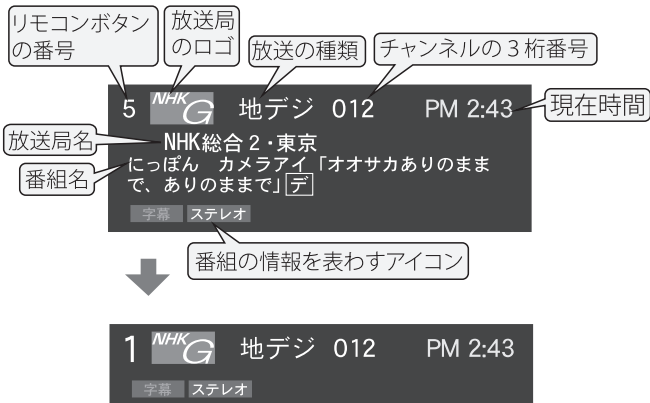 リモコンボタン
の番号
放送局
のロゴ
放送の種類
チャンネルの3桁番号
5 NHK G 地デジ 012 PM 2:43
現在時間
放送局名
NHK総合2・東京
番組名
にっぽん カメラアイ「オオサカありのまま
で、ありのままで」デ
字幕 ステレオ
番組の情報を表わすアイコン
1 NHK G 地デジ 012 PM 2:43
字幕 ステレオ